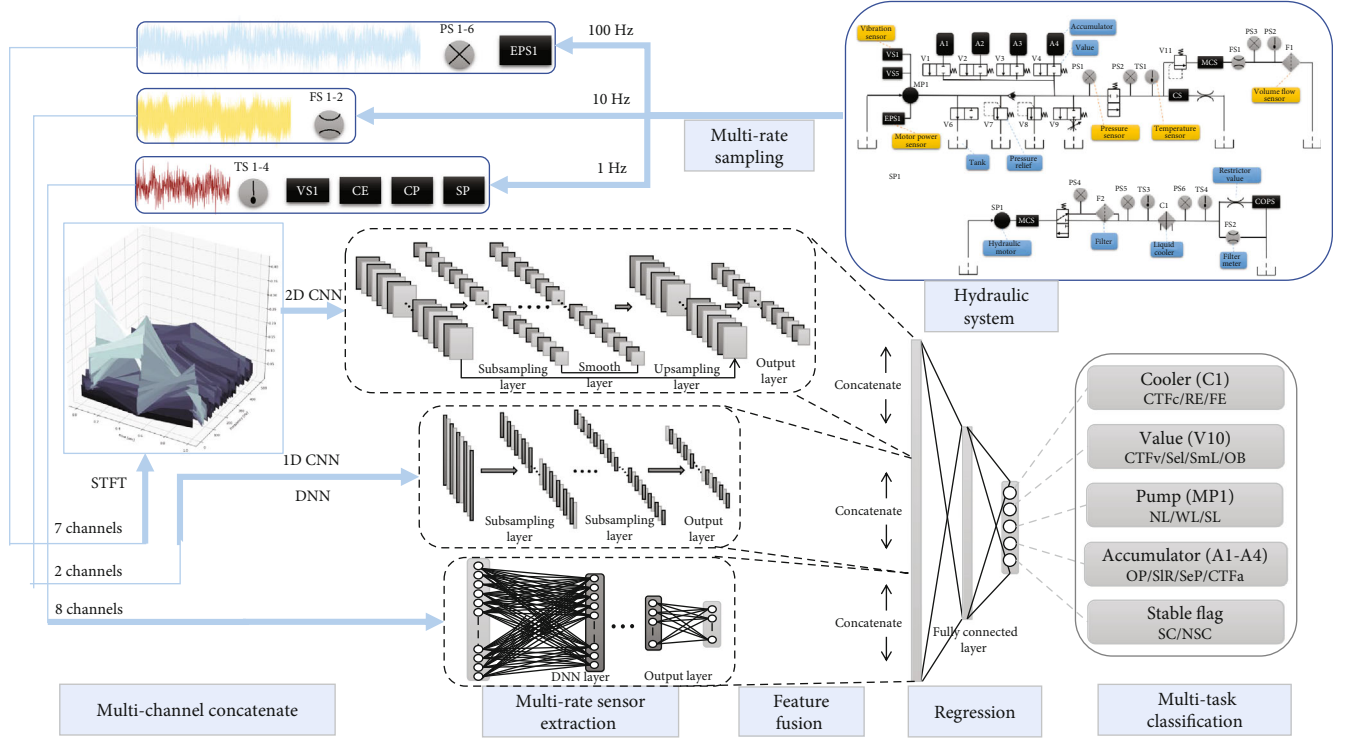 PS 1-6
EPS1
100 Hz
FS 1-2
10 Hz
Multi-rate
sampling
TS 1-4
VS1
CE
CP
SP
1 Hz
Vibration
sensor
VS1
VS5
MP1
EPS1
Motor power
sensor
A1
A2
A3
A4
Accumulator
Value
V1
V2
V3
V4
PS1
PS2
TS1
V11
MCS
FS1
PS3
PS2
F1
Volume flow
sensor
CS
V6
V7
V8
V9
Tank
Pressure
relief
Pressure
sensor
Temperature
sensor
SP1
SP1
MCS
Hydraulic
motor
PS4
F2
Filter
PS5
TS3
C1
Liquid
cooler
PS6
TS4
Restrictor
value
COPS
FS2
Filter
meter
Hydraulic
system
2D CNN
Subsampling
layer
Smooth
layer
Upsampling
layer
Output
layer
STFT
1D CNN
DNN
Subsampling
layer
Subsampling
layer
Output
layer
7 channels
2 channels
8 channels
DNN layer
Output layer
Concatenate
Concatenate
Concatenate
Fully connected
layer
Cooler (C1)
CTFc/RE/FE
Value (V10)
CTFv/Sel/SmL/OB
Pump (MP1)
NL/WL/SL
Accumulator (A1-A4)
OP/SlR/SeP/CTFa
Stable flag
SC/NSC
Multi-channel concatenate
Multi-rate sensor
extraction
Feature
fusion
Regression
Multi-task
classification